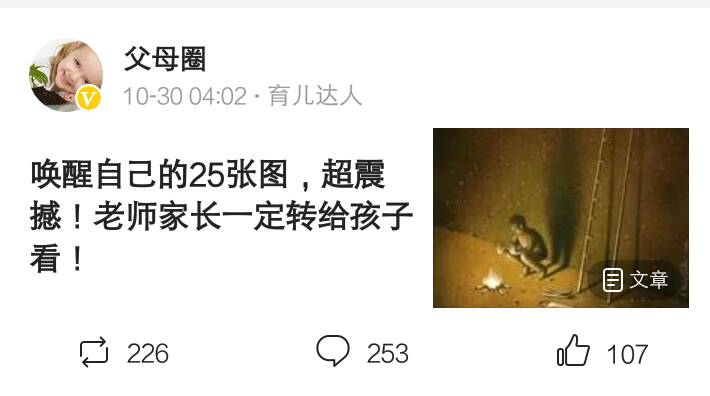 父母圈
10-30 04:02 · 育儿达人
唤醒自己的25张图，超震
撼！老师家长一定转给孩子
看！
文章
226
253
107